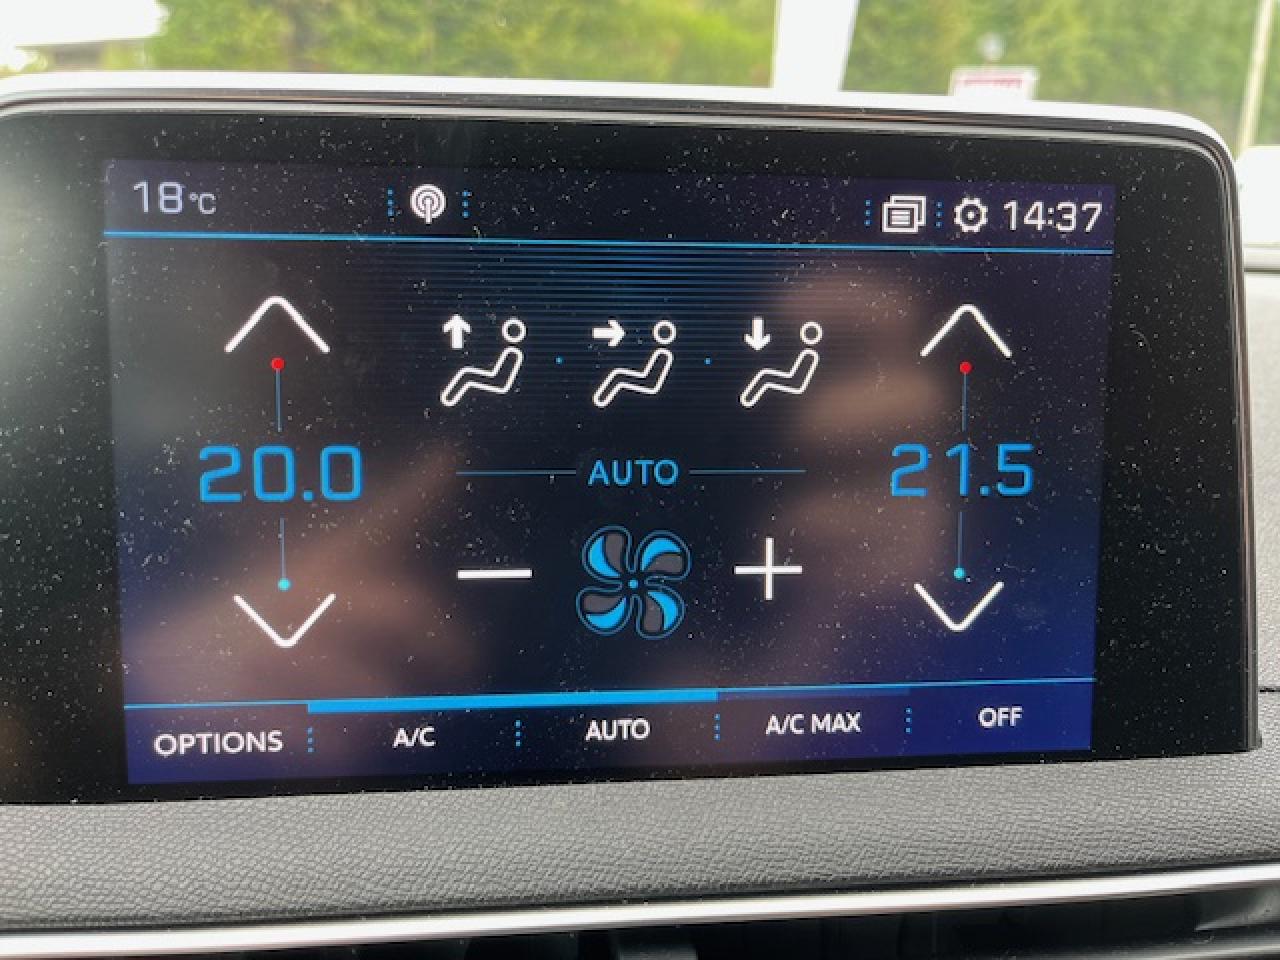 18°C 14:37
20.0 AUTO 21.5
OPTIONS A/C AUTO A/C MAX OFF